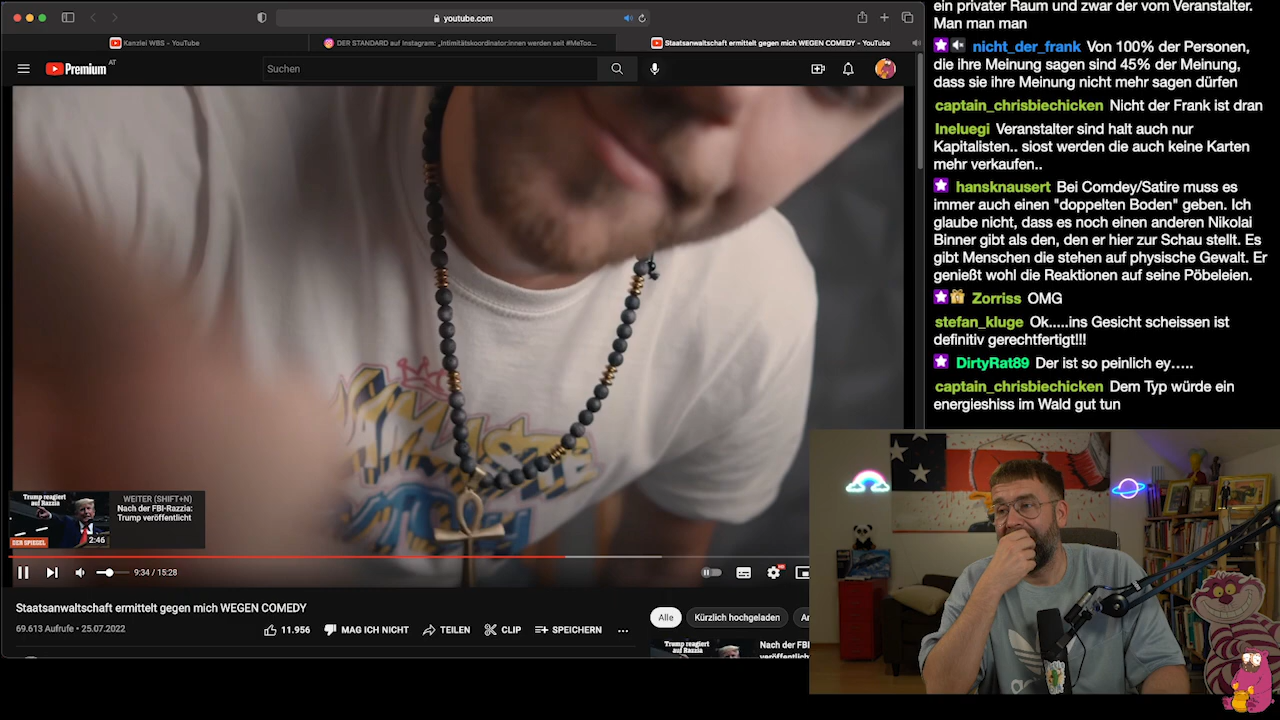 youtube.com
Kanzlei WBS - YouTube
DER STANDARD auf Instagram: „Intimitätskoordinator:innen werden seit #MeToo...
Staatsanwaltschaft ermittelt gegen mich WEGEN COMEDY - YouTube
Premium AT
Suchen
Trump reagiert
auf Razzia
DER SPIEGEL
2:46
WEITER (SHIFT+N)
Nach der FBI-Razzia:
Trump veröffentlicht
9:34 / 15:28
Staatsanwaltschaft ermittelt gegen mich WEGEN COMEDY
69.613 Aufrufe • 25.07.2022
11.956
MAG ICH NICHT
TEILEN
CLIP
SPEICHERN
Alle
Kürzlich hochgeladen
Trump reagiert
Nach der FBI-
ein privater Raum und zwar der vom Veranstalter.
Man man man
nicht_der_frank Von 100% der Personen,
die ihre Meinung sagen sind 45% der Meinung,
dass sie ihre Meinung nicht mehr sagen dürfen
captain_chrisbiechicken Nicht der Frank ist dran
Ineluegi Veranstalter sind halt auch nur
Kapitalisten.. siost werden die auch keine Karten
mehr verkaufen..
hansknausert Bei Comdey/Satire muss es
immer auch einen "doppelten Boden" geben. Ich
glaube nicht, dass es noch einen anderen Nikolai
Binner gibt als den, den er hier zur Schau stellt. Es
gibt Menschen die stehen auf physische Gewalt. Er
genießt wohl die Reaktionen auf seine Pöbeleien.
Zorriss OMG
stefan_kluge Ok.....ins Gesicht scheissen ist
definitiv gerechtfertigt!!!
DirtyRat89 Der ist so peinlich ey.....
captain_chrisbiechicken Dem Typ würde ein
energieshiss im Wald gut tun
adidas